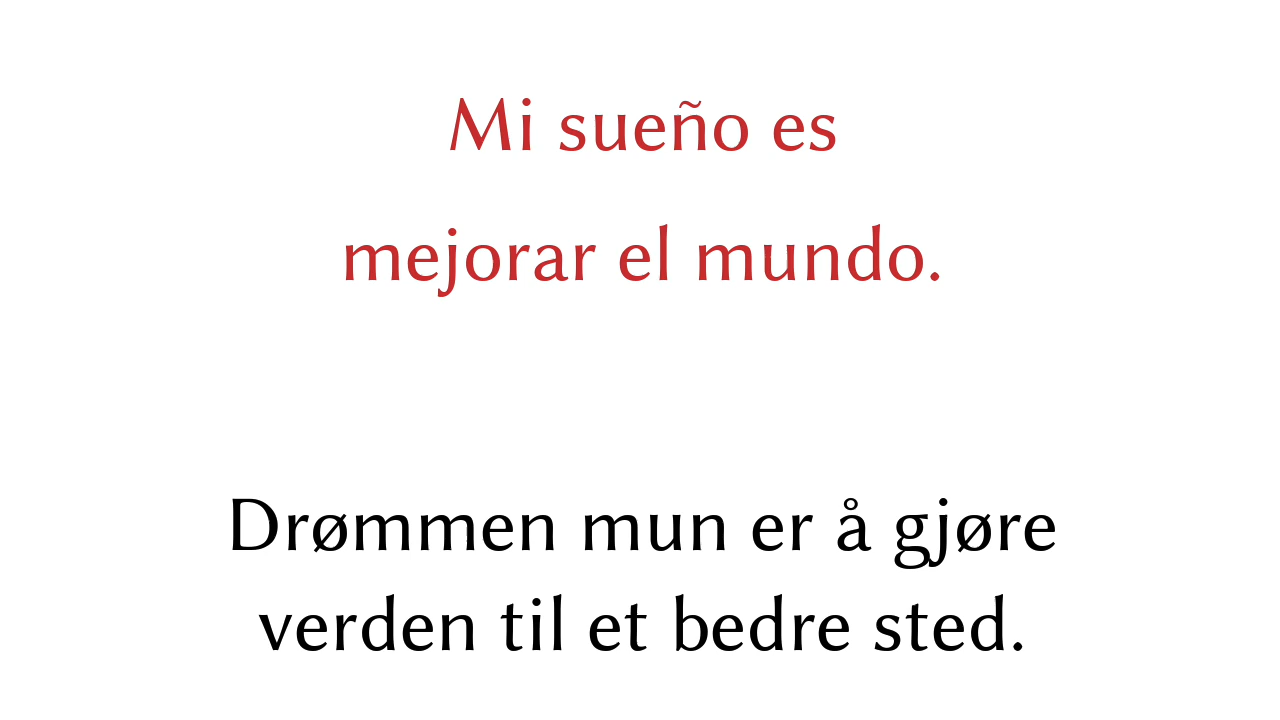 Mi sueño es
mejorar el mundo.
Drømmen mun er å gjøre
verden til et bedre sted.